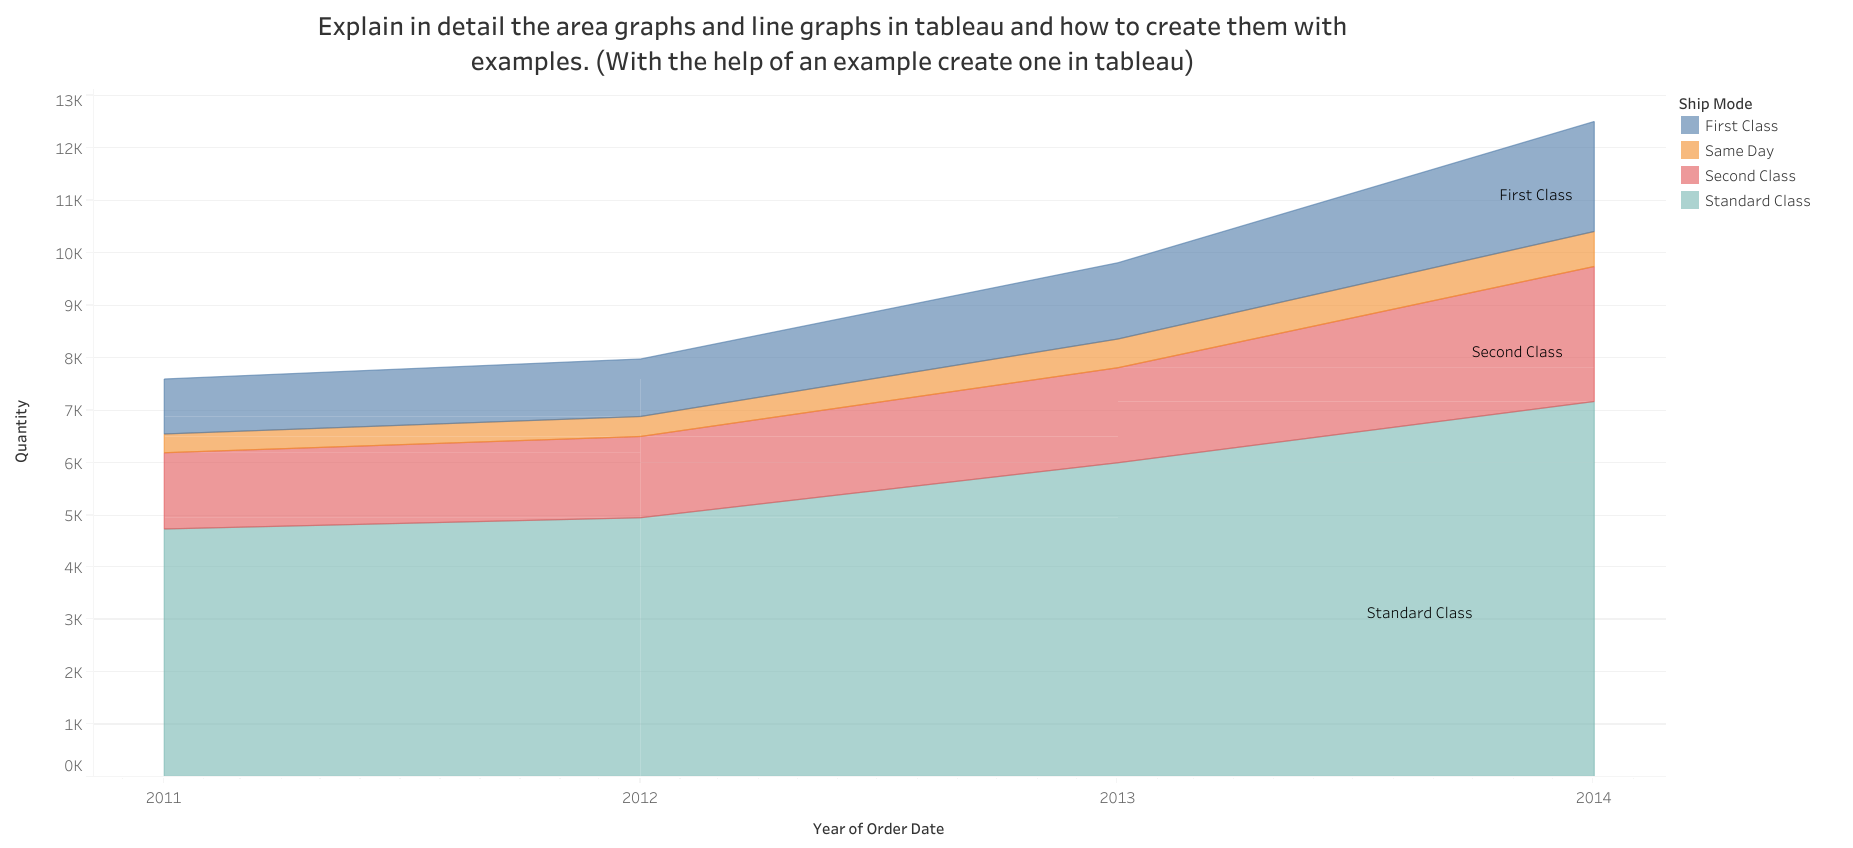 Explain in detail the area graphs and line graphs in tableau and how to create them with
examples. (With the help of an example create one in tableau)
Ship Mode
First Class
Same Day
Second Class
Standard Class
13K
12K
11K
10K
9K
8K
7K
6K
5K
4K
3K
2K
1K
0K
Quantity
First Class
Second Class
Standard Class
2011 2012 2013 2014
Year of Order Date